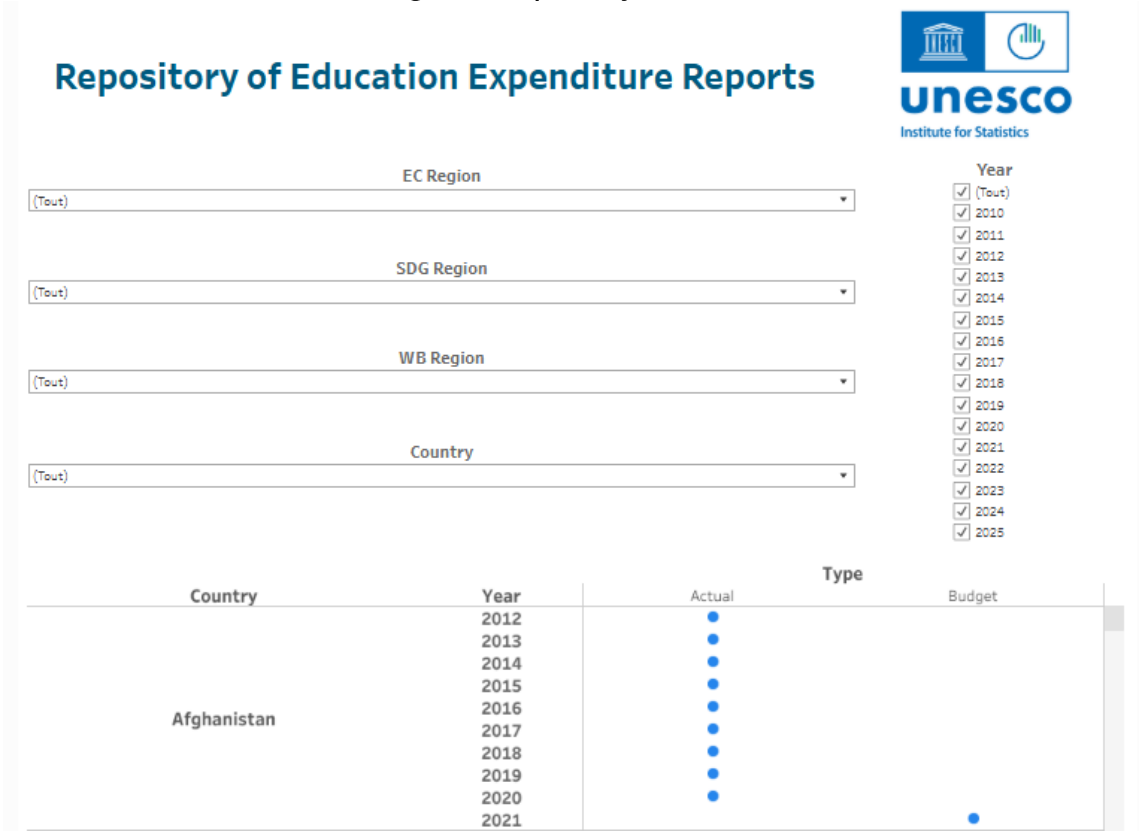 Repository of Education Expenditure Reports
UNESCO
unesco
Institute for Statistics
EC Region
(Tout)
SDG Region
(Tout)
WB Region
(Tout)
Country
(Tout)
Year
(Tout)
2010
2011
2012
2013
2014
2015
2016
2017
2018
2019
2020
2021
2022
2023
2024
2025
Type
Country Year Actual Budget
Afghanistan
2012
2013
2014
2015
2016
2017
2018
2019
2020
2021